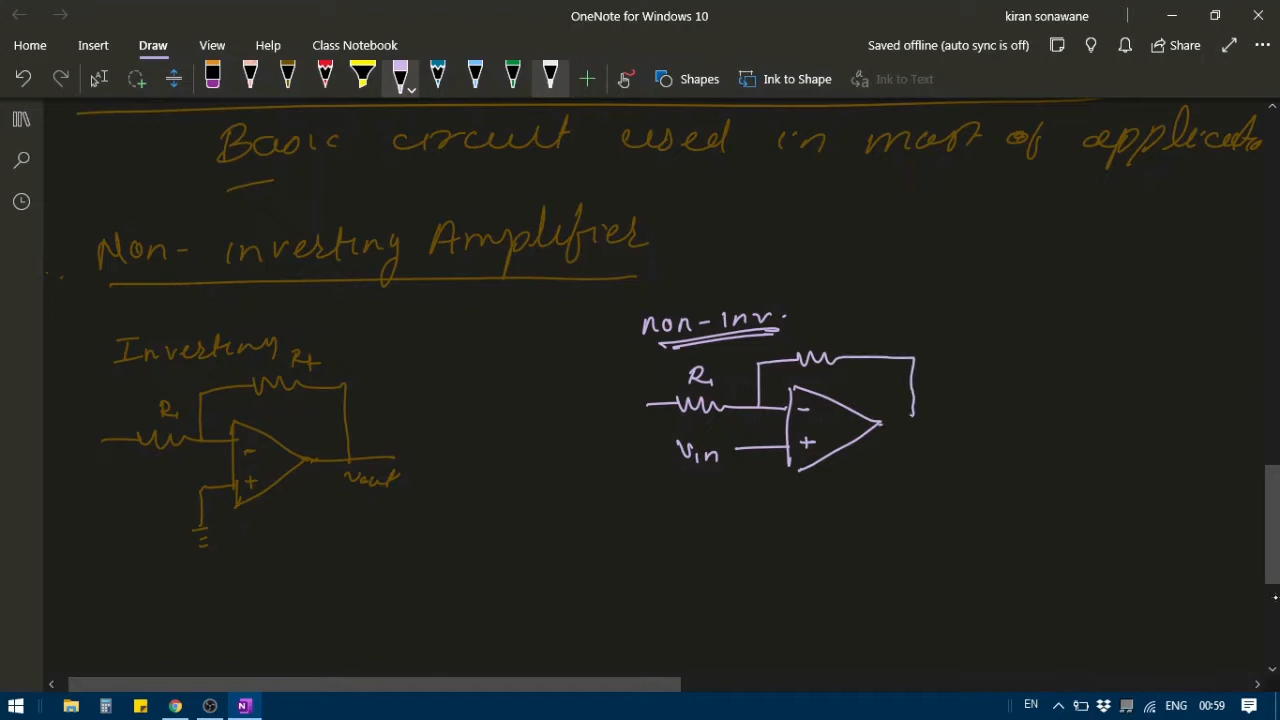 OneNote for Windows 10
kiran sonawane
Home Insert Draw View Help Class Notebook
Saved offline (auto sync is off)
Share
Shapes
Ink to Shape
Ink to Text
Basic circuit used in most of applicatio
Non- inverting Amplifier
Inverting
Rf
R1
-
+
Vout
non-inv.
R1
-
Vin
+
EN
ENG
00:59